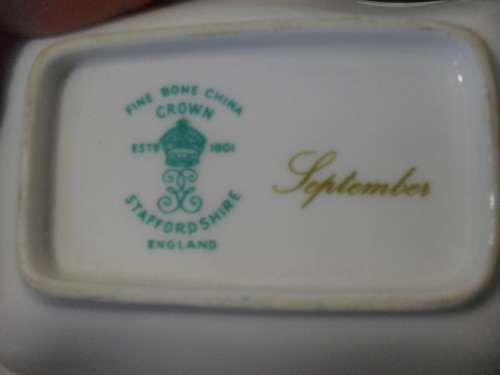 FINE BONE CHINA
CROWN
ESTD 1801
STAFFORDSHIRE
ENGLAND
September